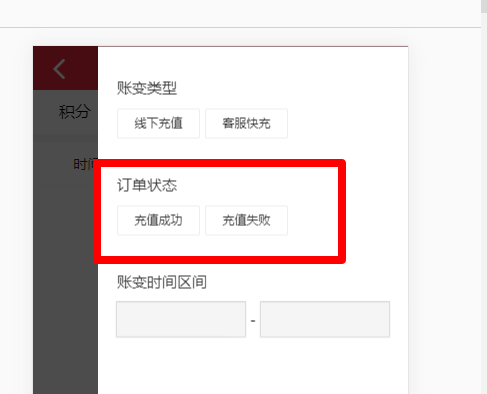 账变类型
线下充值 客服快充
积分
时间
订单状态
充值成功 充值失败
账变时间区间
-